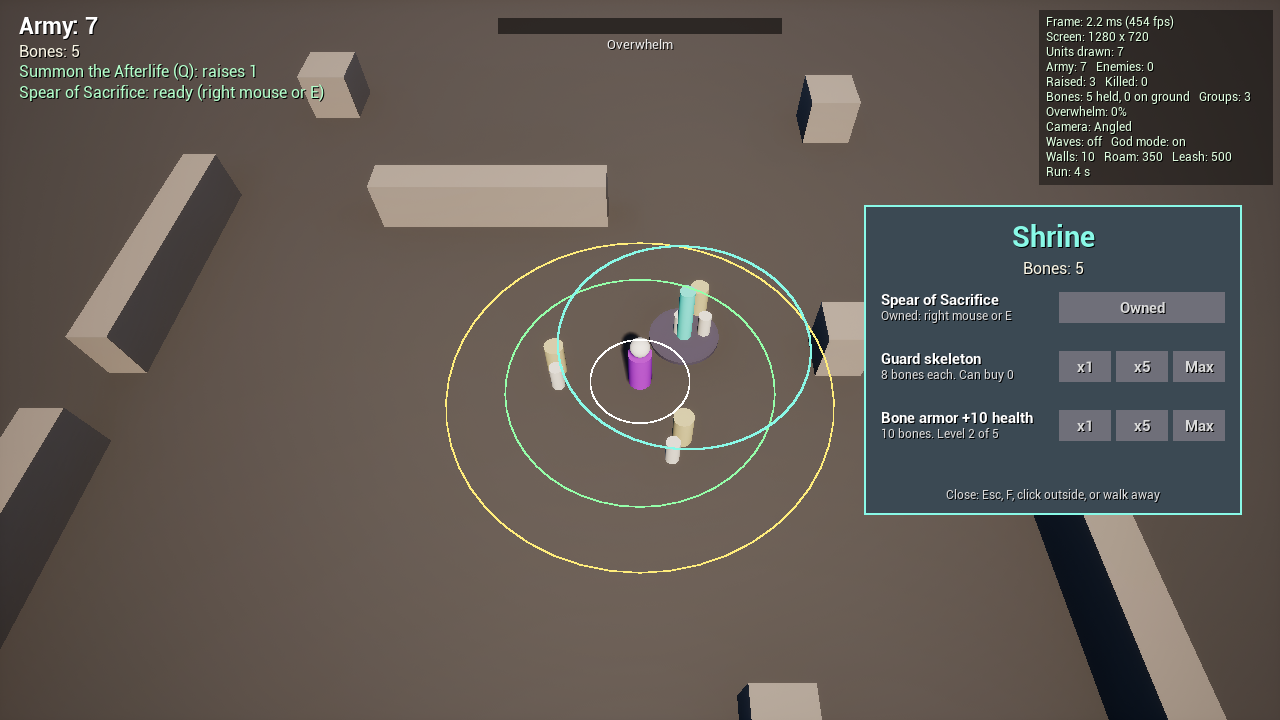 Army: 7
Bones: 5
Summon the Afterlife (Q): raises 1
Spear of Sacrifice: ready (right mouse or E)
Overwhelm
Frame: 2.2 ms (454 fps)
Screen: 1280 x 720
Units drawn: 7
Army: 7 Enemies: 0
Raised: 3 Killed: 0
Bones: 5 held, 0 on ground Groups: 3
Overwhelm: 0%
Camera: Angled
Waves: off God mode: on
Walls: 10 Roam: 350 Leash: 500
Run: 4 s
Shrine
Bones: 5
Spear of Sacrifice
Owned: right mouse or E
Owned
Guard skeleton
8 bones each. Can buy 0
x1 x5 Max
Bone armor +10 health
10 bones. Level 2 of 5
x1 x5 Max
Close: Esc, F, click outside, or walk away